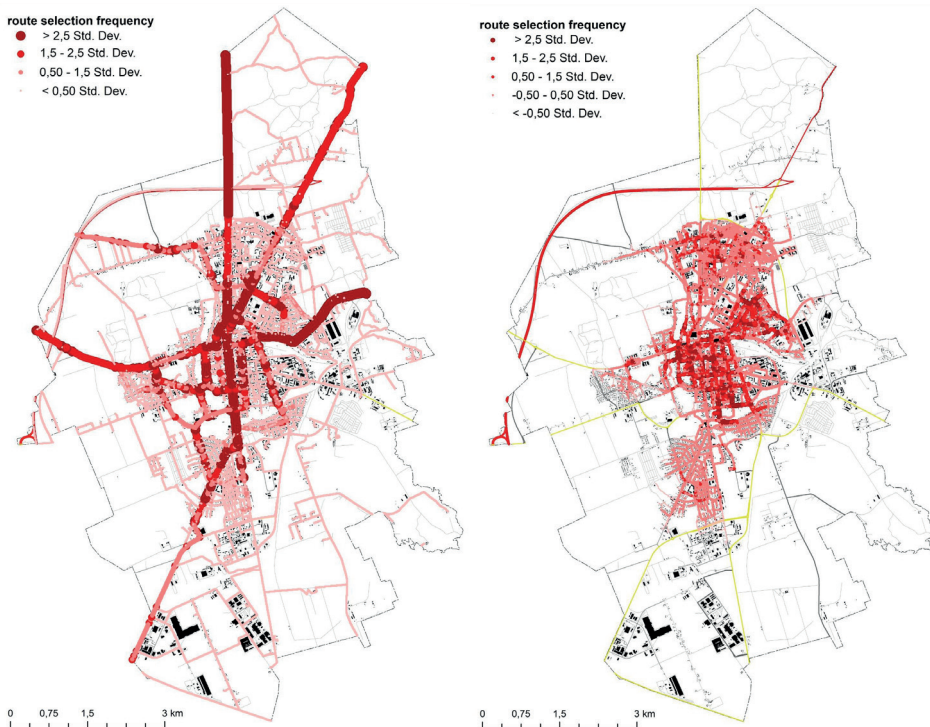 route selection frequency
> 2,5 Std. Dev.
1,5 - 2,5 Std. Dev.
0,50 - 1,5 Std. Dev.
< 0,50 Std. Dev.
0 0,75 1,5 3 km
route selection frequency
> 2,5 Std. Dev.
1,5 - 2,5 Std. Dev.
0,50 - 1,5 Std. Dev.
-0,50 - 0,50 Std. Dev.
< -0,50 Std. Dev.
0 0,75 1,5 3 km